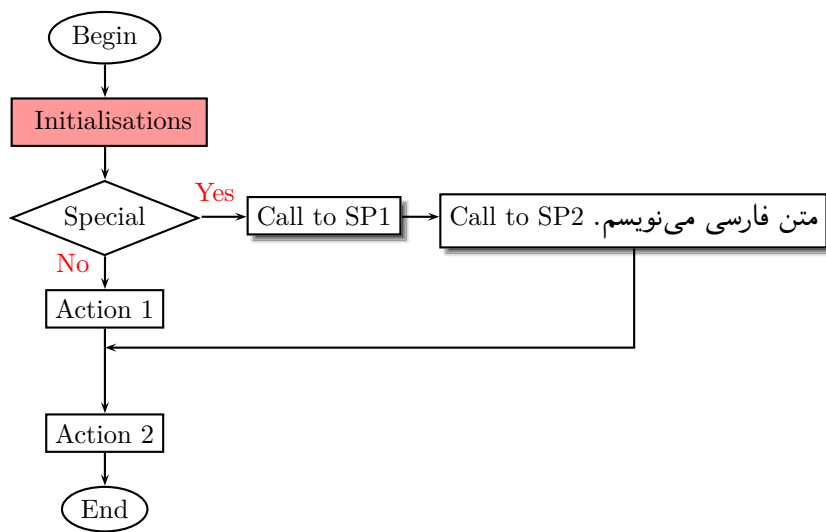 Begin
Initialisations
Special
Yes
Call to SP1
Call to SP2 متن فارسی می‌نویسم.
No
Action 1
Action 2
End